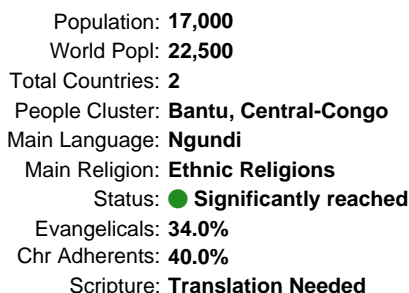 Population: 17,000
World Popl: 22,500
Total Countries: 2
People Cluster: Bantu, Central-Congo
Main Language: Ngundi
Main Religion: Ethnic Religions
Status: Significantly reached
Evangelicals: 34.0%
Chr Adherents: 40.0%
Scripture: Translation Needed